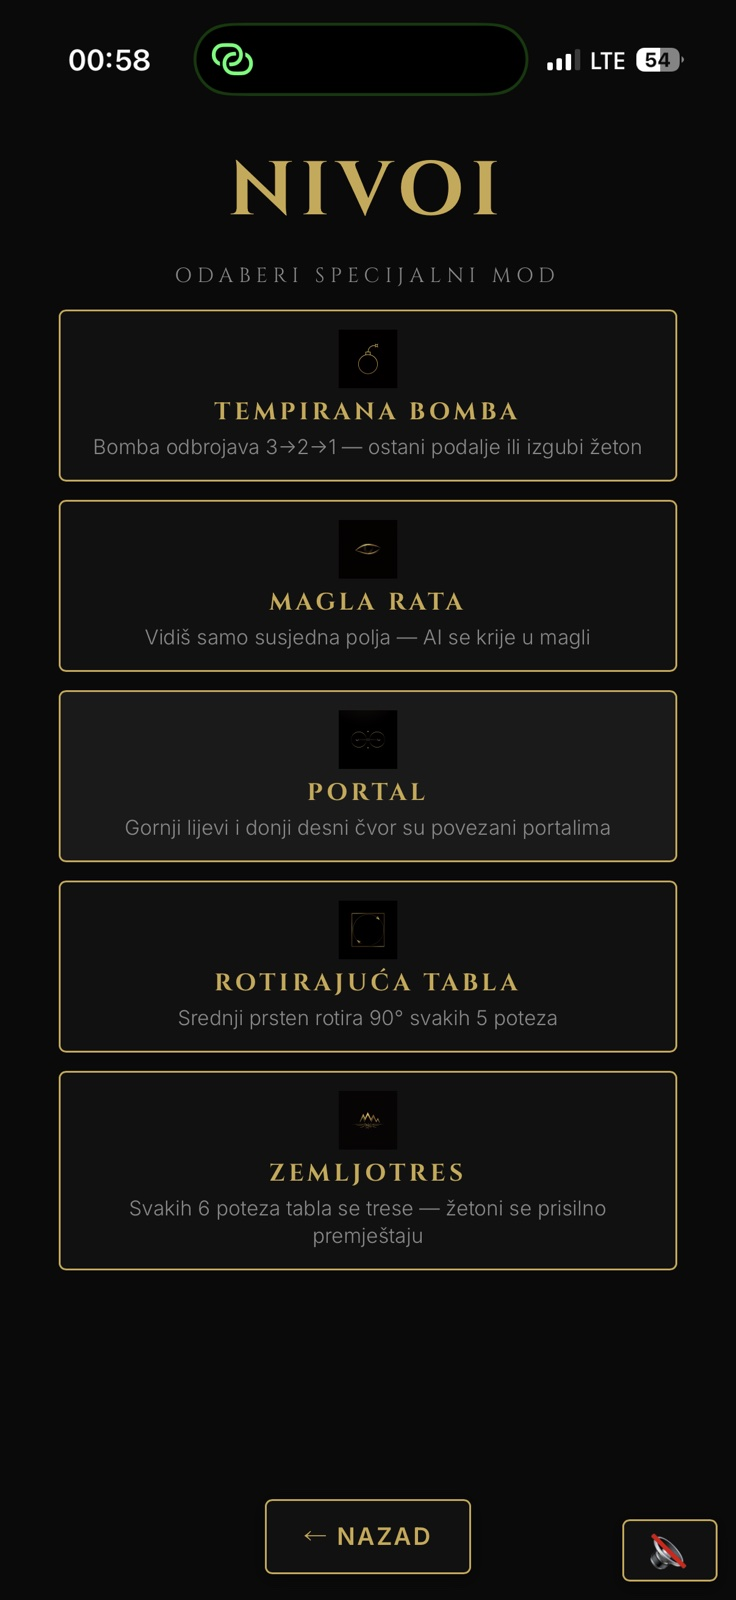 00:58
LTE
54
NIVOI
ODABERI SPECIJALNI MOD
TEMPIRANA BOMBA
Bomba odbrojava 3→2→1 — ostani podalje ili izgubi žeton
MAGLA RATA
Vidiš samo susjedna polja — AI se krije u magli
PORTAL
Gornji lijevi i donji desni čvor su povezani portalima
ROTIRAJUĆA TABLA
Srednji prsten rotira 90° svakih 5 poteza
ZEMLJOTRES
Svakih 6 poteza tabla se trese — žetoni se prisilno
premještaju
← NAZAD